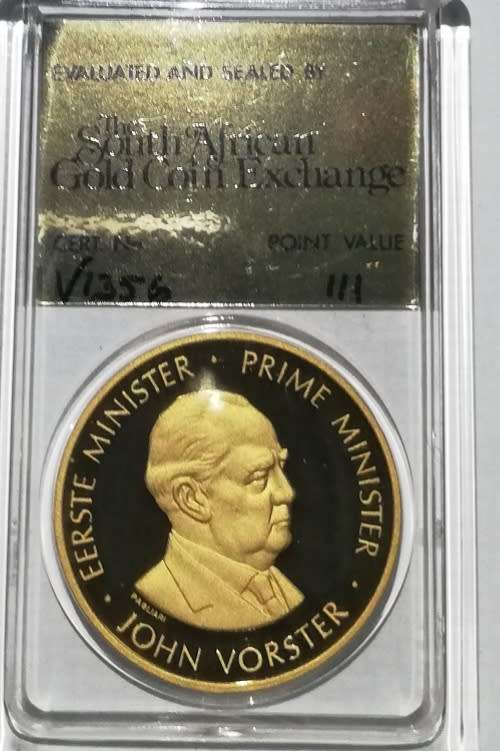 EVALUATED AND SEALED BY
The
South African
Gold Coin Exchange
CERT No POINT VALUE
V1356 111
EERSTE MINISTER · PRIME MINISTER
· JOHN VORSTER ·
PAGLIARI